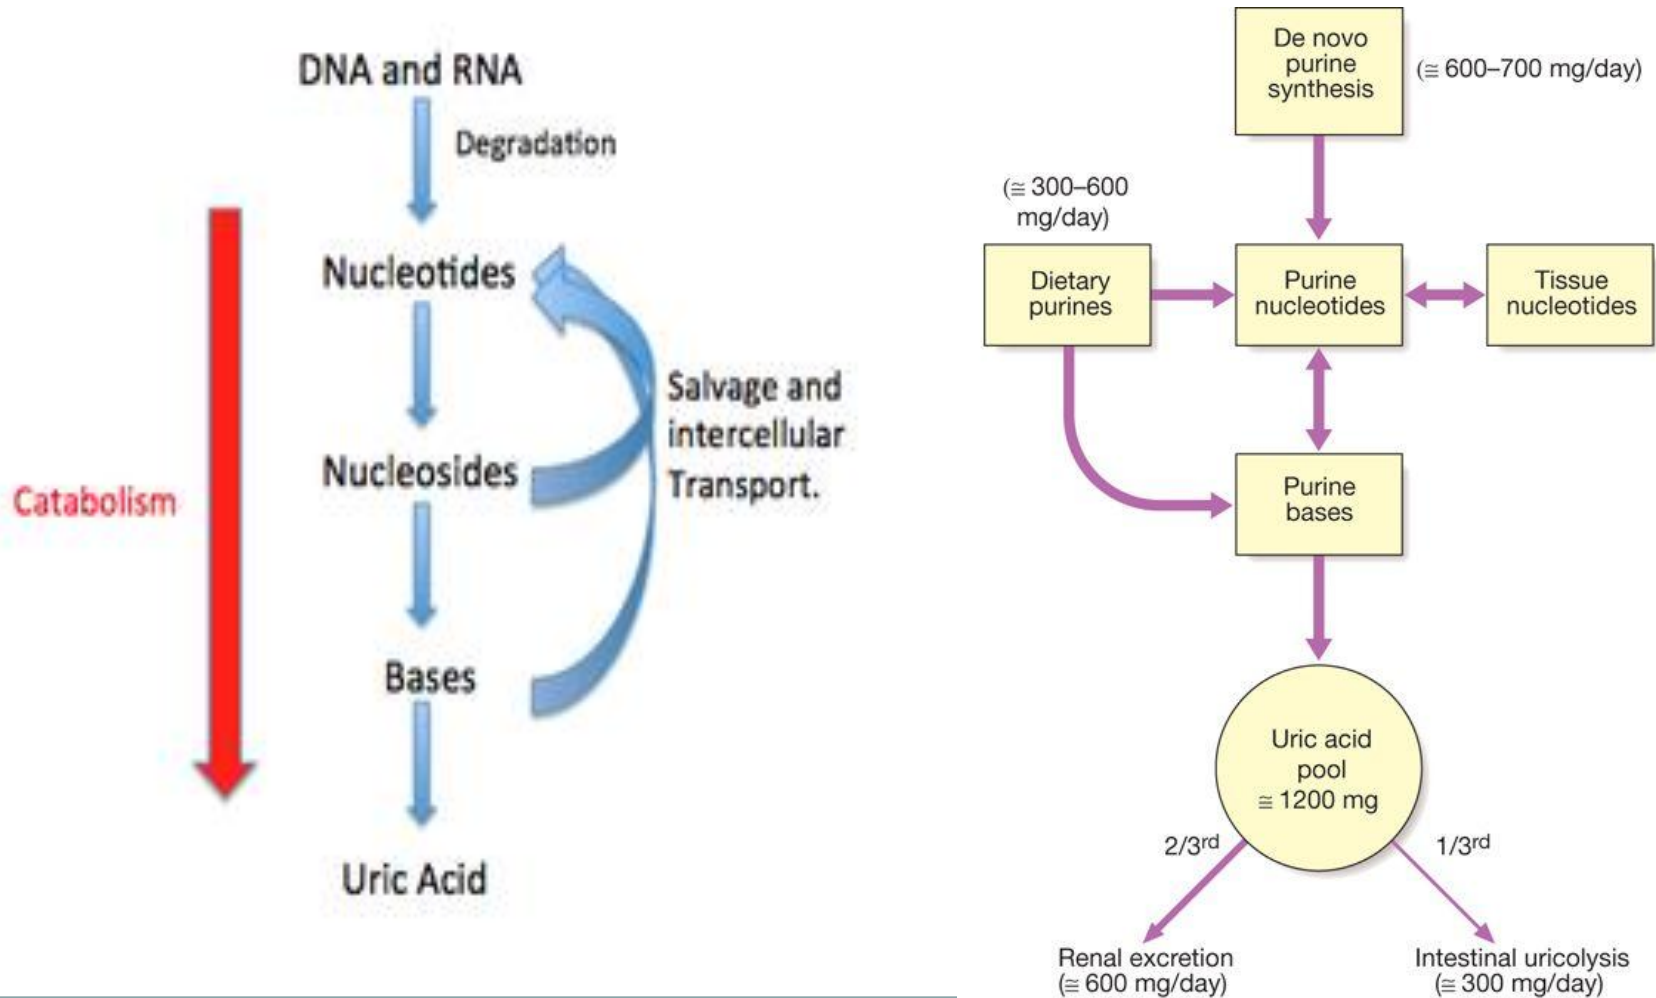 DNA and RNA
Degradation
Nucleotides
Salvage and
intercellular
Transport.
Nucleosides
Catabolism
Bases
Uric Acid
De novo
purine
synthesis
(≅ 600–700 mg/day)
(≅ 300–600
mg/day)
Dietary
purines
Purine
nucleotides
Tissue
nucleotides
Purine
bases
Uric acid
pool
≅ 1200 mg
2/3rd
1/3rd
Renal excretion
(≅ 600 mg/day)
Intestinal uricolysis
(≅ 300 mg/day)